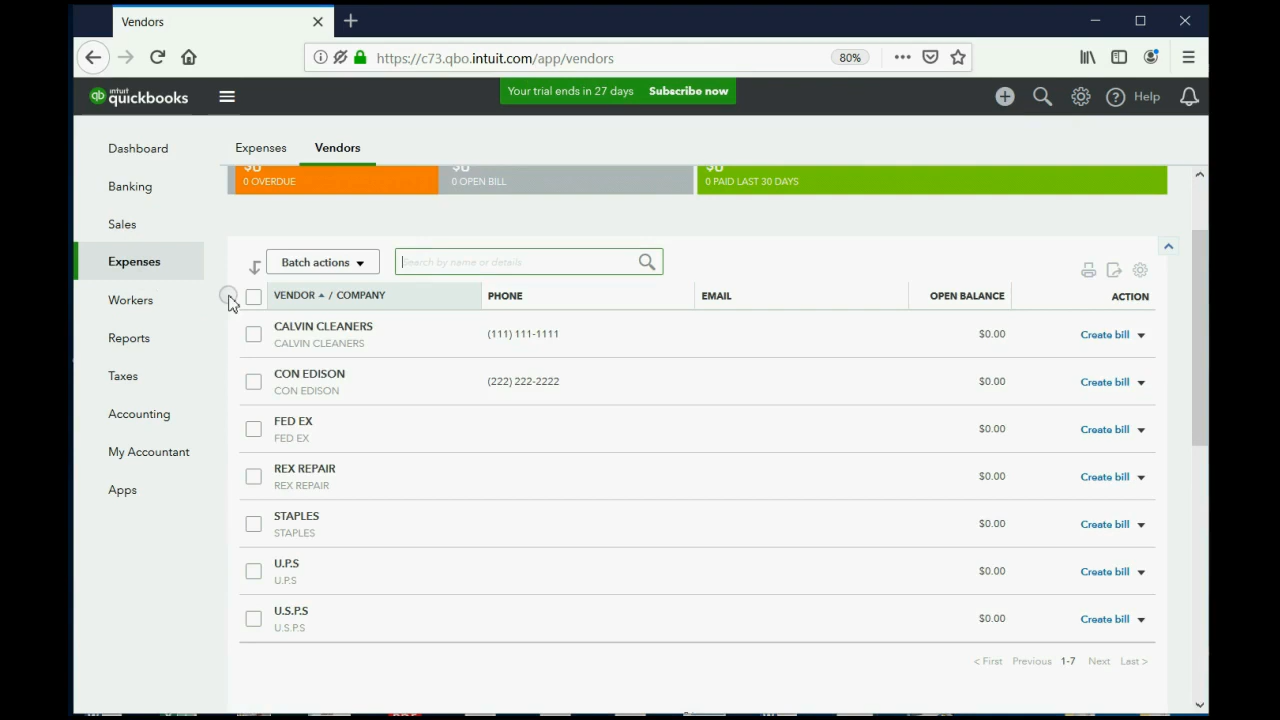 Vendors
https://c73.qbo.intuit.com/app/vendors
80%
qb intuit quickbooks
Your trial ends in 27 days Subscribe now
Help
Dashboard
Banking
Sales
Expenses
Workers
Reports
Taxes
Accounting
My Accountant
Apps
Expenses Vendors
0 OVERDUE
0 OPEN BILL
0 PAID LAST 30 DAYS
Batch actions
Search by name or details
VENDOR / COMPANY PHONE EMAIL OPEN BALANCE ACTION
CALVIN CLEANERS (111) 111-1111 $0.00 Create bill
CALVIN CLEANERS
CON EDISON (222) 222-2222 $0.00 Create bill
CON EDISON
FED EX $0.00 Create bill
FED EX
REX REPAIR $0.00 Create bill
REX REPAIR
STAPLES $0.00 Create bill
STAPLES
U.P.S $0.00 Create bill
U.P.S
U.S.P.S $0.00 Create bill
U.S.P.S
< First Previous 1-7 Next Last >